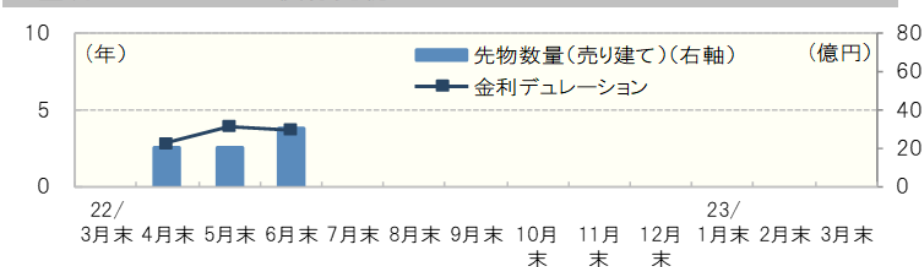 10
80
(年)
先物数量(売り建て)(右軸)
(億円)
60
金利デュレーション
5
40
20
0
0
22/
23/
3月末 4月末 5月末 6月末 7月末 8月末 9月末 10月 11月 12月 1月末 2月末 3月末
末 末 末